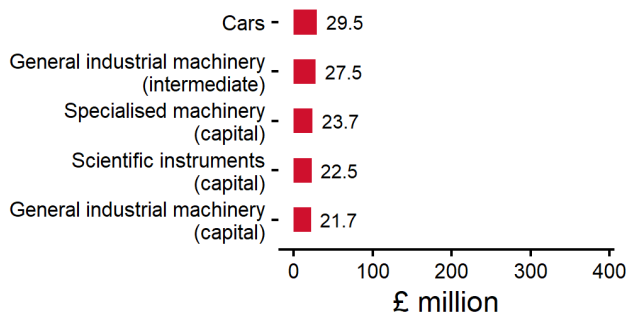 Cars
29.5
General industrial machinery
(intermediate)
27.5
Specialised machinery
(capital)
23.7
Scientific instruments
(capital)
22.5
General industrial machinery
(capital)
21.7
0 100 200 300 400
£ million